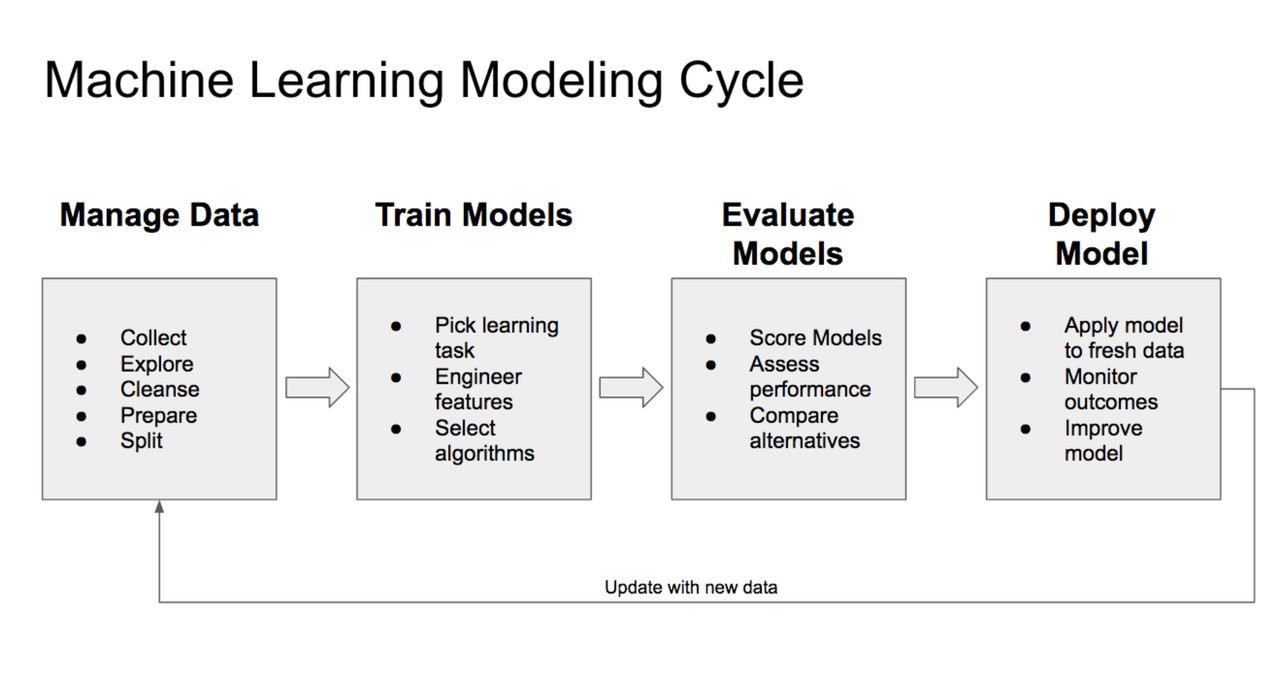 Machine Learning Modeling Cycle
Manage Data
● Collect
● Explore
● Cleanse
● Prepare
● Split
Train Models
● Pick learning
task
● Engineer
features
● Select
algorithms
Evaluate
Models
● Score Models
● Assess
performance
● Compare
alternatives
Deploy
Model
● Apply model
to fresh data
● Monitor
outcomes
● Improve
model
Update with new data